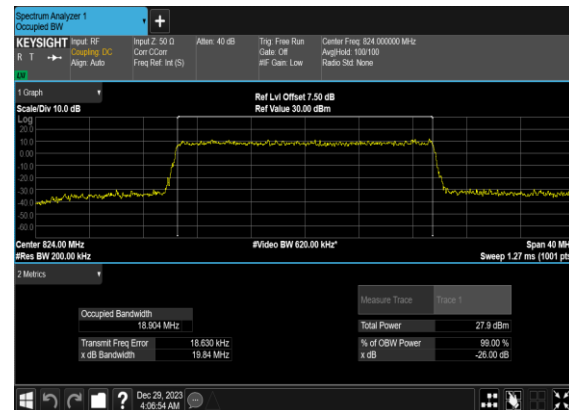 Spectrum Analyzer 1
Occupied BW
+
KEYSIGHT Input: RF Input Z: 50 Ω Atten: 40 dB Trig: Free Run Center Freq: 824.000000 MHz
R T Coupling: DC Corr CCorr Gate: Off Avg|Hold: 100/100
Align: Auto Freq Ref: Int (S) #IF Gain: Low Radio Std: None
LW
1 Graph
Ref Lvl Offset 7.50 dB
Scale/Div 10.0 dB Ref Value 30.00 dBm
Log
20.0
10.0
0.00
-10.0
-20.0
-30.0
-40.0
-50.0
-60.0
Center 824.00 MHz #Video BW 620.00 kHz* Span 40 MH
#Res BW 200.00 kHz Sweep 1.27 ms (1001 pts
2 Metrics
Measure Trace Trace 1
Occupied Bandwidth
18.904 MHz Total Power 27.9 dBm
Transmit Freq Error 18.630 kHz % of OBW Power 99.00 %
x dB Bandwidth 19.84 MHz x dB -26.00 dB
? Dec 29, 2023
4:06:54 AM